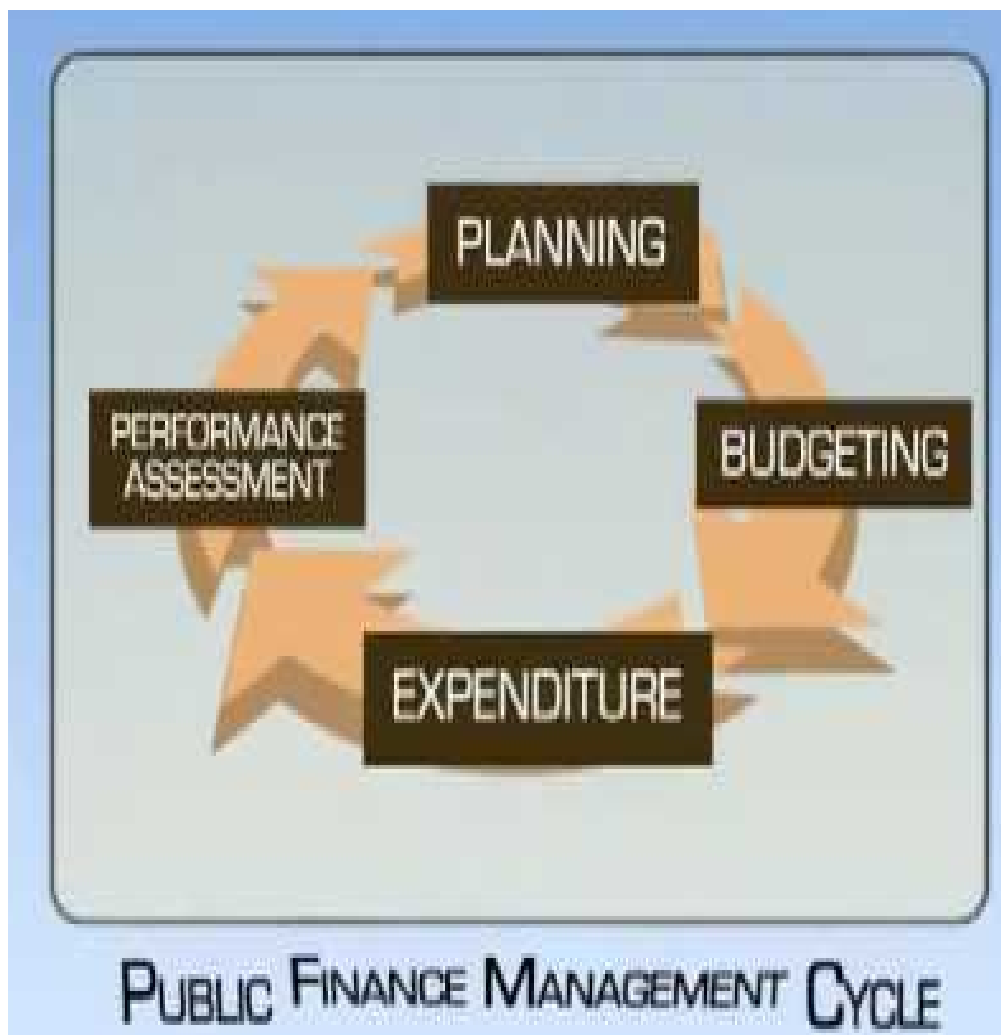 PLANNING
BUDGETING
EXPENDITURE
PERFORMANCE
ASSESSMENT
PUBLIC FINANCE MANAGEMENT CYCLE